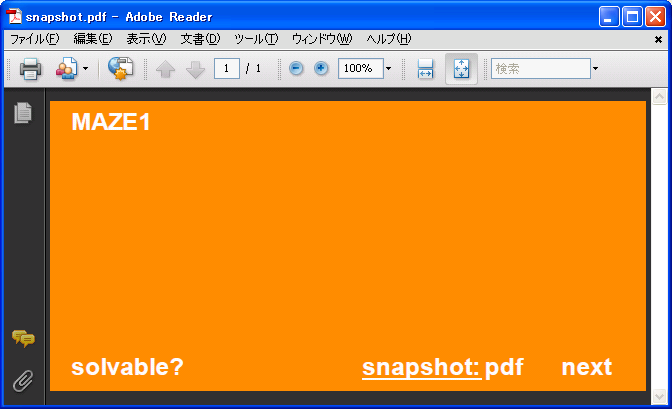 snapshot.pdf - Adobe Reader
ファイル(F) 編集(E) 表示(V) 文書(D) ツール(T) ウィンドウ(W) ヘルプ(H)
1 / 1 100% 検索
MAZE1
solvable? snapshot: pdf next